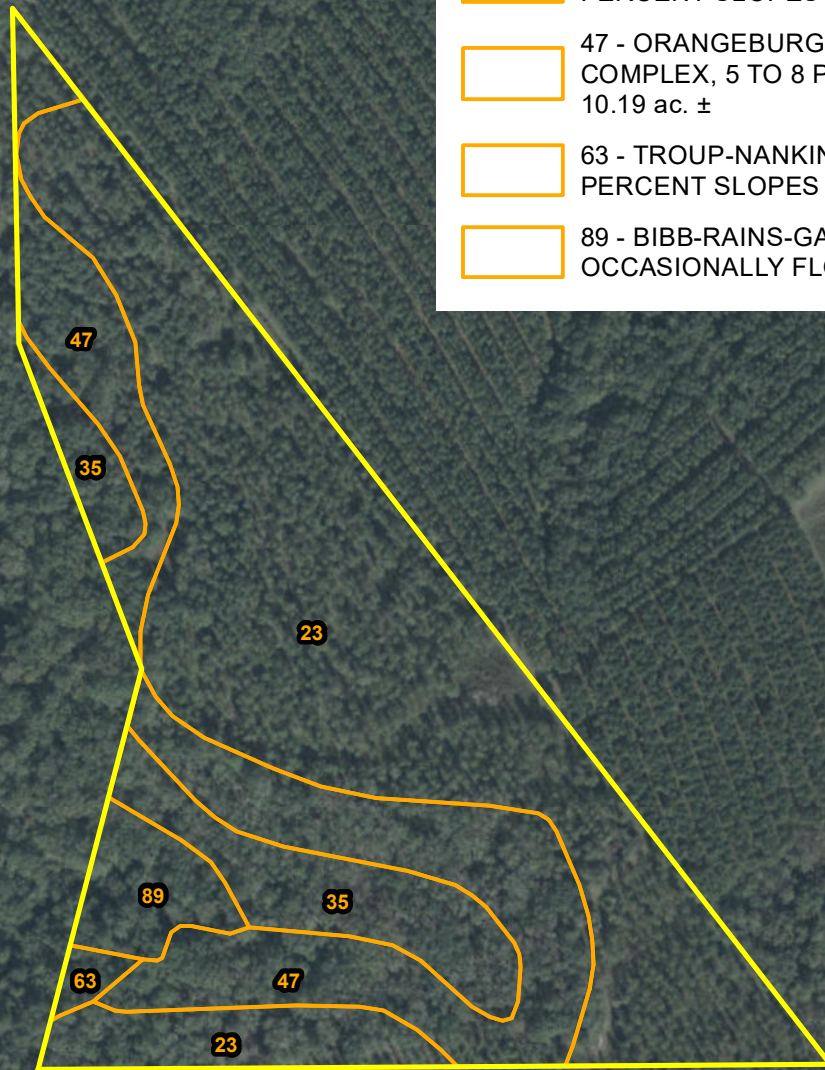 47 - ORANGEBURG
COMPLEX, 5 TO 8 P
10.19 ac. ±
63 - TROUP-NANKIN
PERCENT SLOPES
89 - BIBB-RAINS-GA
OCCASIONALLY FLO
47
35
23
89
35
63
47
23